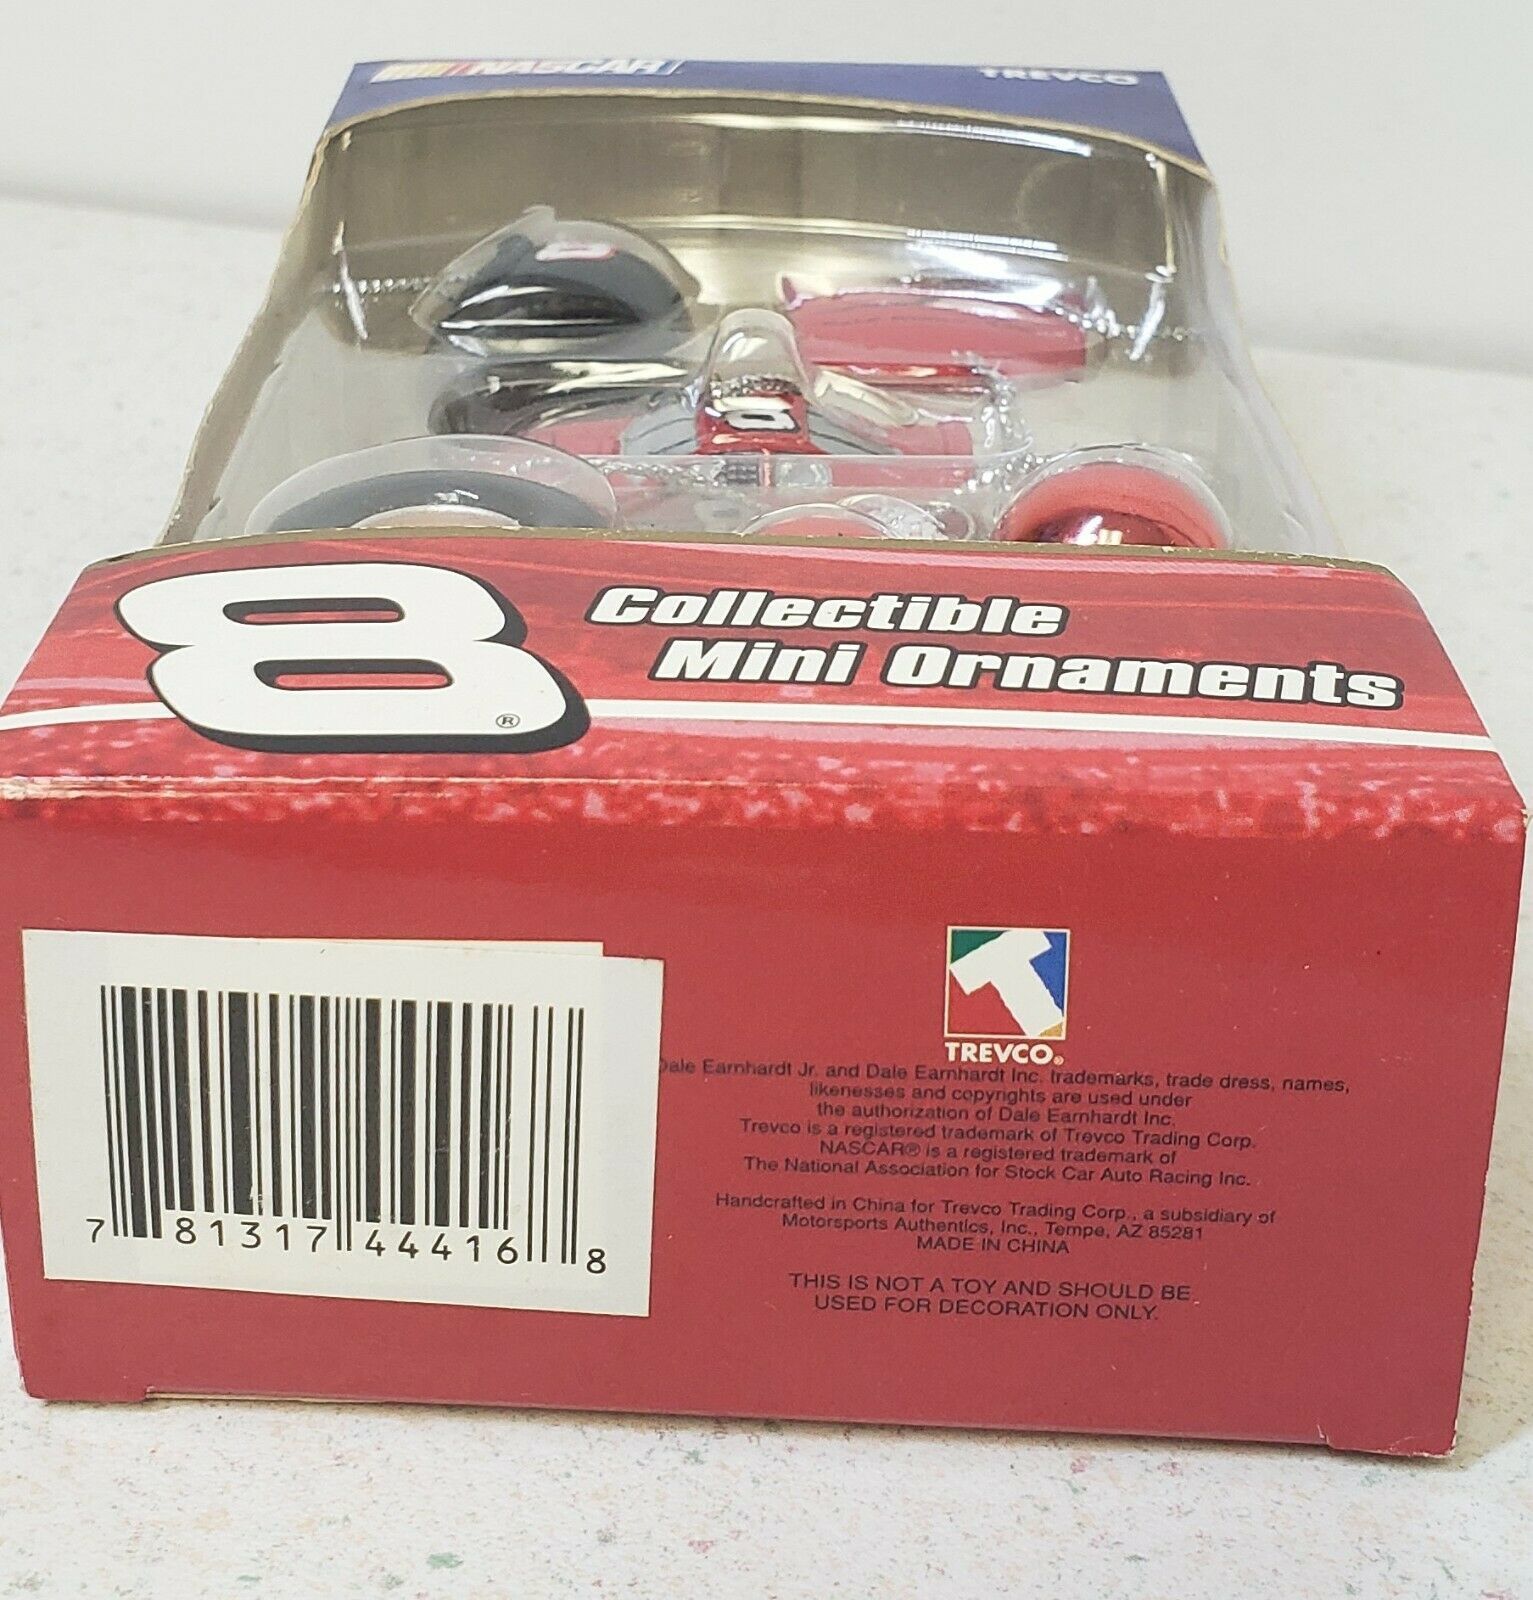 NASCAR
TREVCO
8
8
8 ®
Collectible
Mini Ornaments
7 81317 44416 8
TREVCO®
Dale Earnhardt Jr. and Dale Earnhardt Inc. trademarks, trade dress, names,
likenesses and copyrights are used under
the authorization of Dale Earnhardt Inc.
Trevco is a registered trademark of Trevco Trading Corp.
NASCAR® is a registered trademark of
The National Association for Stock Car Auto Racing Inc.
Handcrafted in China for Trevco Trading Corp., a subsidiary of
Motorsports Authentics, Inc., Tempe, AZ 85281
MADE IN CHINA
THIS IS NOT A TOY AND SHOULD BE
USED FOR DECORATION ONLY.